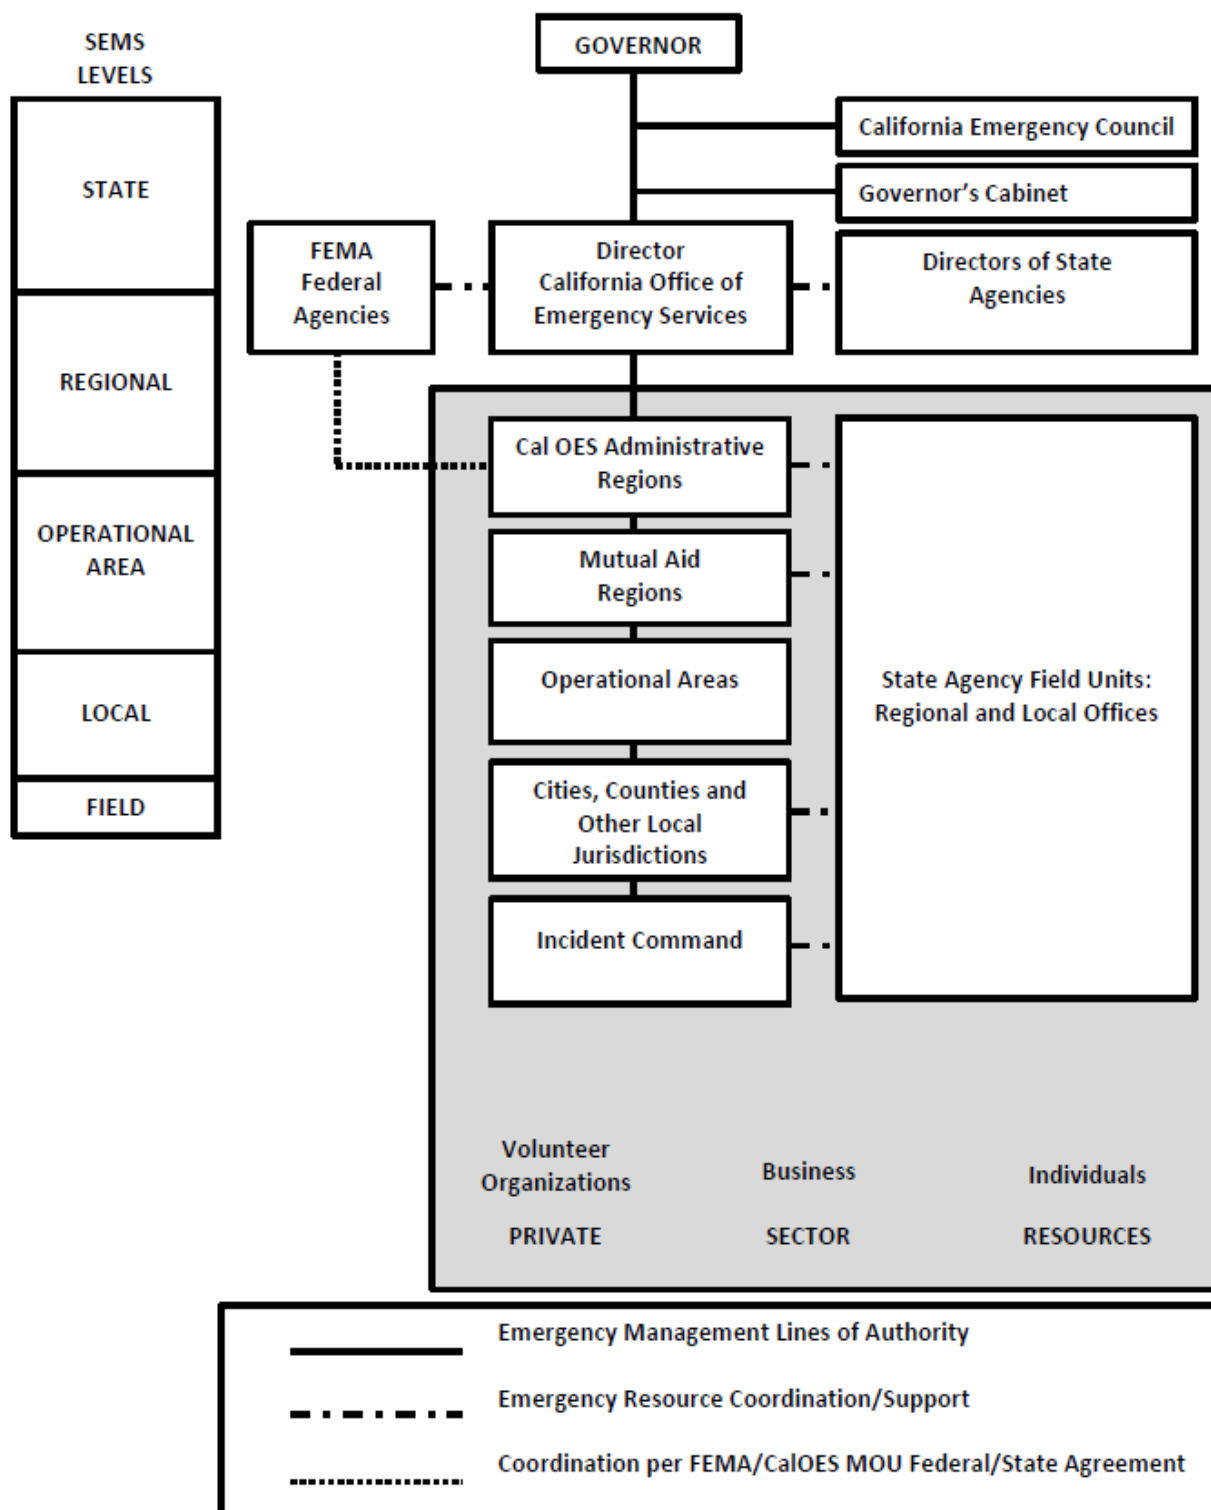 SEMS
LEVELS
STATE
REGIONAL
OPERATIONAL
AREA
LOCAL
FIELD
GOVERNOR
California Emergency Council
Governor's Cabinet
FEMA
Federal
Agencies
Director
California Office of
Emergency Services
Directors of State
Agencies
Cal OES Administrative
Regions
Mutual Aid
Regions
Operational Areas
Cities, Counties and
Other Local
Jurisdictions
Incident Command
State Agency Field Units:
Regional and Local Offices
Volunteer
Organizations
Business
Individuals
PRIVATE
SECTOR
RESOURCES
Emergency Management Lines of Authority
Emergency Resource Coordination/Support
Coordination per FEMA/CalOES MOU Federal/State Agreement